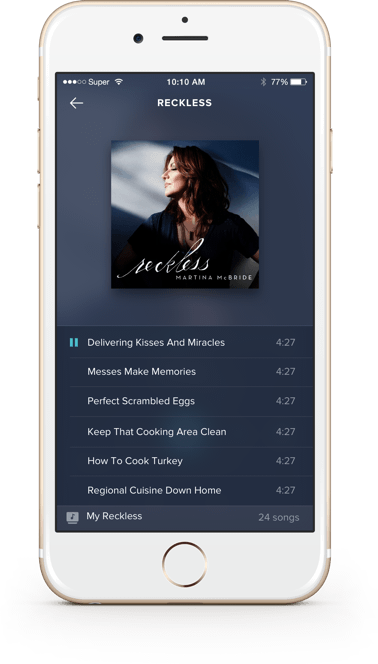 Super 10:10 AM 77%
RECKLESS
reckless
MARTINA McBRIDE
Delivering Kisses And Miracles 4:27
Messes Make Memories 4:27
Perfect Scrambled Eggs 4:27
Keep That Cooking Area Clean 4:27
How To Cook Turkey 4:27
Regional Cuisine Down Home 4:27
My Reckless 24 songs